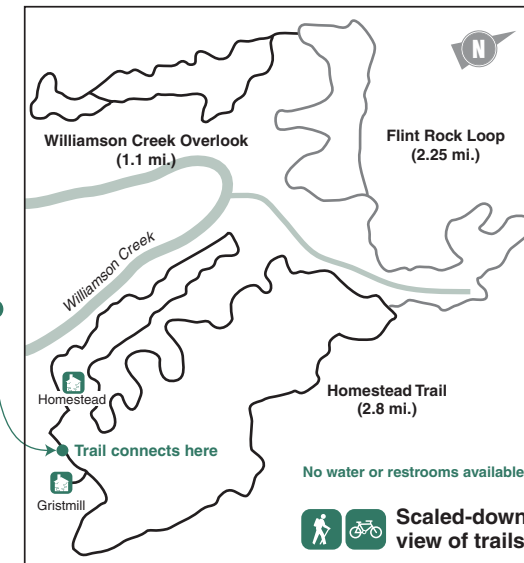 N
Williamson Creek Overlook
(1.1 mi.)
Flint Rock Loop
(2.25 mi.)
Williamson Creek
Homestead
Homestead Trail
(2.8 mi.)
Trail connects here
Gristmill
No water or restrooms available
Scaled-down
view of trails